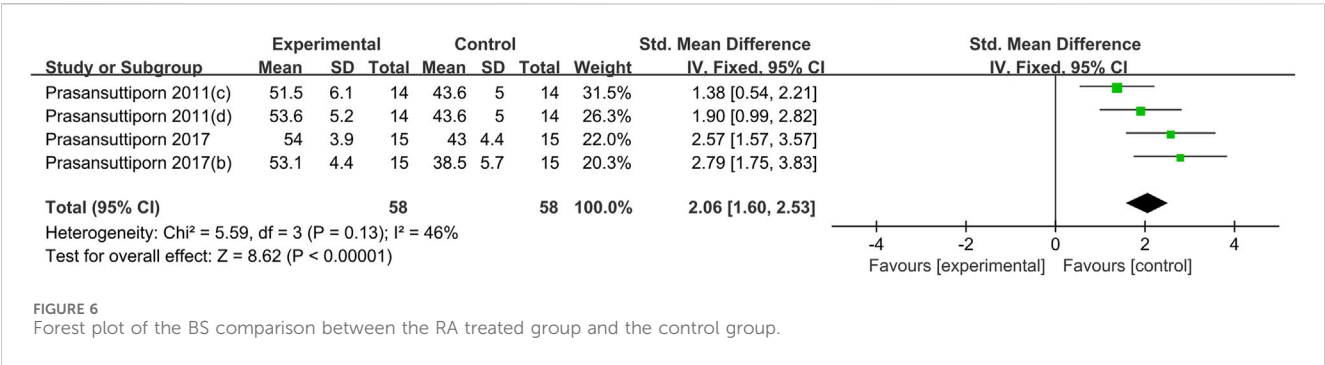 Experimental Control Std. Mean Difference Std. Mean Difference
Study or Subgroup Mean SD Total Mean SD Total Weight IV, Fixed, 95% CI IV, Fixed, 95% CI
Prasansuttiporn 2011(c) 51.5 6.1 14 43.6 5 14 31.5% 1.38 [0.54, 2.21]
Prasansuttiporn 2011(d) 53.6 5.2 14 43.6 5 14 26.3% 1.90 [0.99, 2.82]
Prasansuttiporn 2017 54 3.9 15 43 4.4 15 22.0% 2.57 [1.57, 3.57]
Prasansuttiporn 2017(b) 53.1 4.4 15 38.5 5.7 15 20.3% 2.79 [1.75, 3.83]
Total (95% CI) 58 58 100.0% 2.06 [1.60, 2.53]
Heterogeneity: Chi² = 5.59, df = 3 (P = 0.13); I² = 46%
Test for overall effect: Z = 8.62 (P < 0.00001)
-4 -2 0 2 4
Favours [experimental] Favours [control]
FIGURE 6
Forest plot of the BS comparison between the RA treated group and the control group.